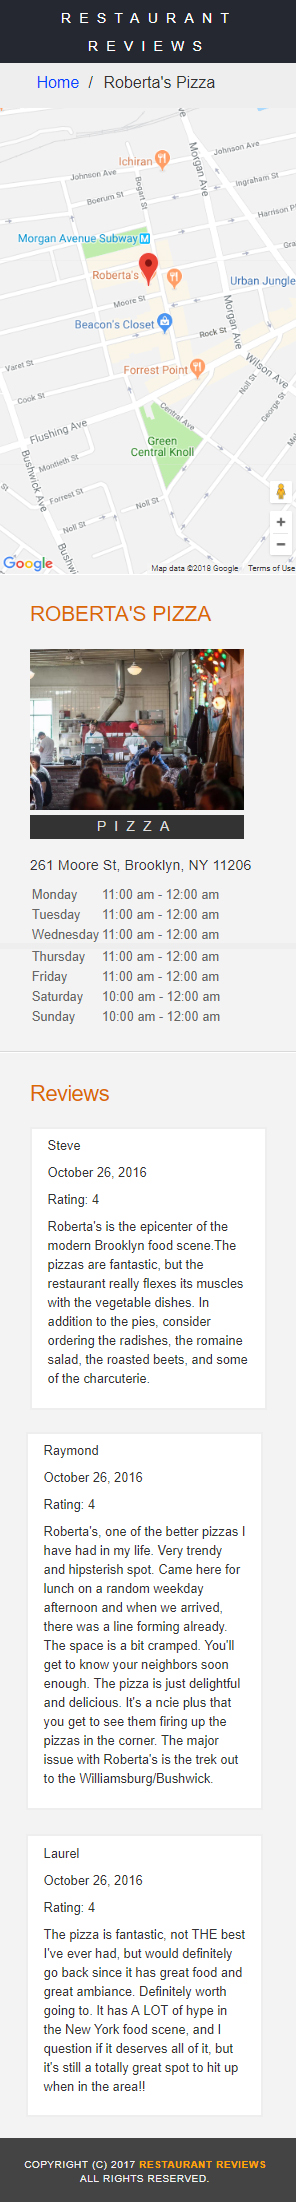 RESTAURANT
REVIEWS
Home / Roberta's Pizza
Ichiran
Johnson Ave
Morgan Ave
Johnson Ave
Bogart St
Ingraham St
Boerum St
Harrison P
Morgan Avenue Subway M
Gra
Roberta's
Urban Jungle
Moore St
Morgan Ave
Beacon's Closet
Rock St
Varet St
Forrest Point
Wilson Ave
Noll St
Cook St
Central Ave
George St
Flushing Ave
Green
Central Knoll
Me
Bushwick Ave
Montieth St
St
Forrest St
Noll St
Noll St
Bushwi
+
−
Google
Map data ©2018 Google Terms of Use
ROBERTA'S PIZZA
PIZZA
261 Moore St, Brooklyn, NY 11206
Monday 11:00 am - 12:00 am
Tuesday 11:00 am - 12:00 am
Wednesday 11:00 am - 12:00 am
Thursday 11:00 am - 12:00 am
Friday 11:00 am - 12:00 am
Saturday 10:00 am - 12:00 am
Sunday 10:00 am - 12:00 am
Reviews
Steve
October 26, 2016
Rating: 4
Roberta's is the epicenter of the
modern Brooklyn food scene.The
pizzas are fantastic, but the
restaurant really flexes its muscles
with the vegetable dishes. In
addition to the pies, consider
ordering the radishes, the romaine
salad, the roasted beets, and some
of the charcuterie.
Raymond
October 26, 2016
Rating: 4
Roberta's, one of the better pizzas I
have had in my life. Very trendy
and hipsterish spot. Came here for
lunch on a random weekday
afternoon and when we arrived,
there was a line forming already.
The space is a bit cramped. You'll
get to know your neighbors soon
enough. The pizza is just delightful
and delicious. It's a ncie plus that
you get to see them firing up the
pizzas in the corner. The major
issue with Roberta's is the trek out
to the Williamsburg/Bushwick.
Laurel
October 26, 2016
Rating: 4
The pizza is fantastic, not THE best
I've ever had, but would definitely
go back since it has great food and
great ambiance. Definitely worth
going to. It has A LOT of hype in
the New York food scene, and I
question if it deserves all of it, but
it's still a totally great spot to hit up
when in the area!!
COPYRIGHT (C) 2017 RESTAURANT REVIEWS
ALL RIGHTS RESERVED.